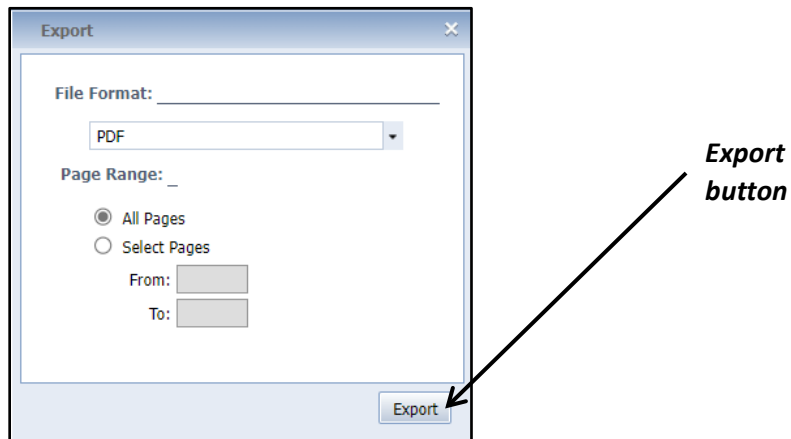 Export
File Format:
PDF
Page Range:
All Pages
Select Pages
From:
To:
Export
Export
button